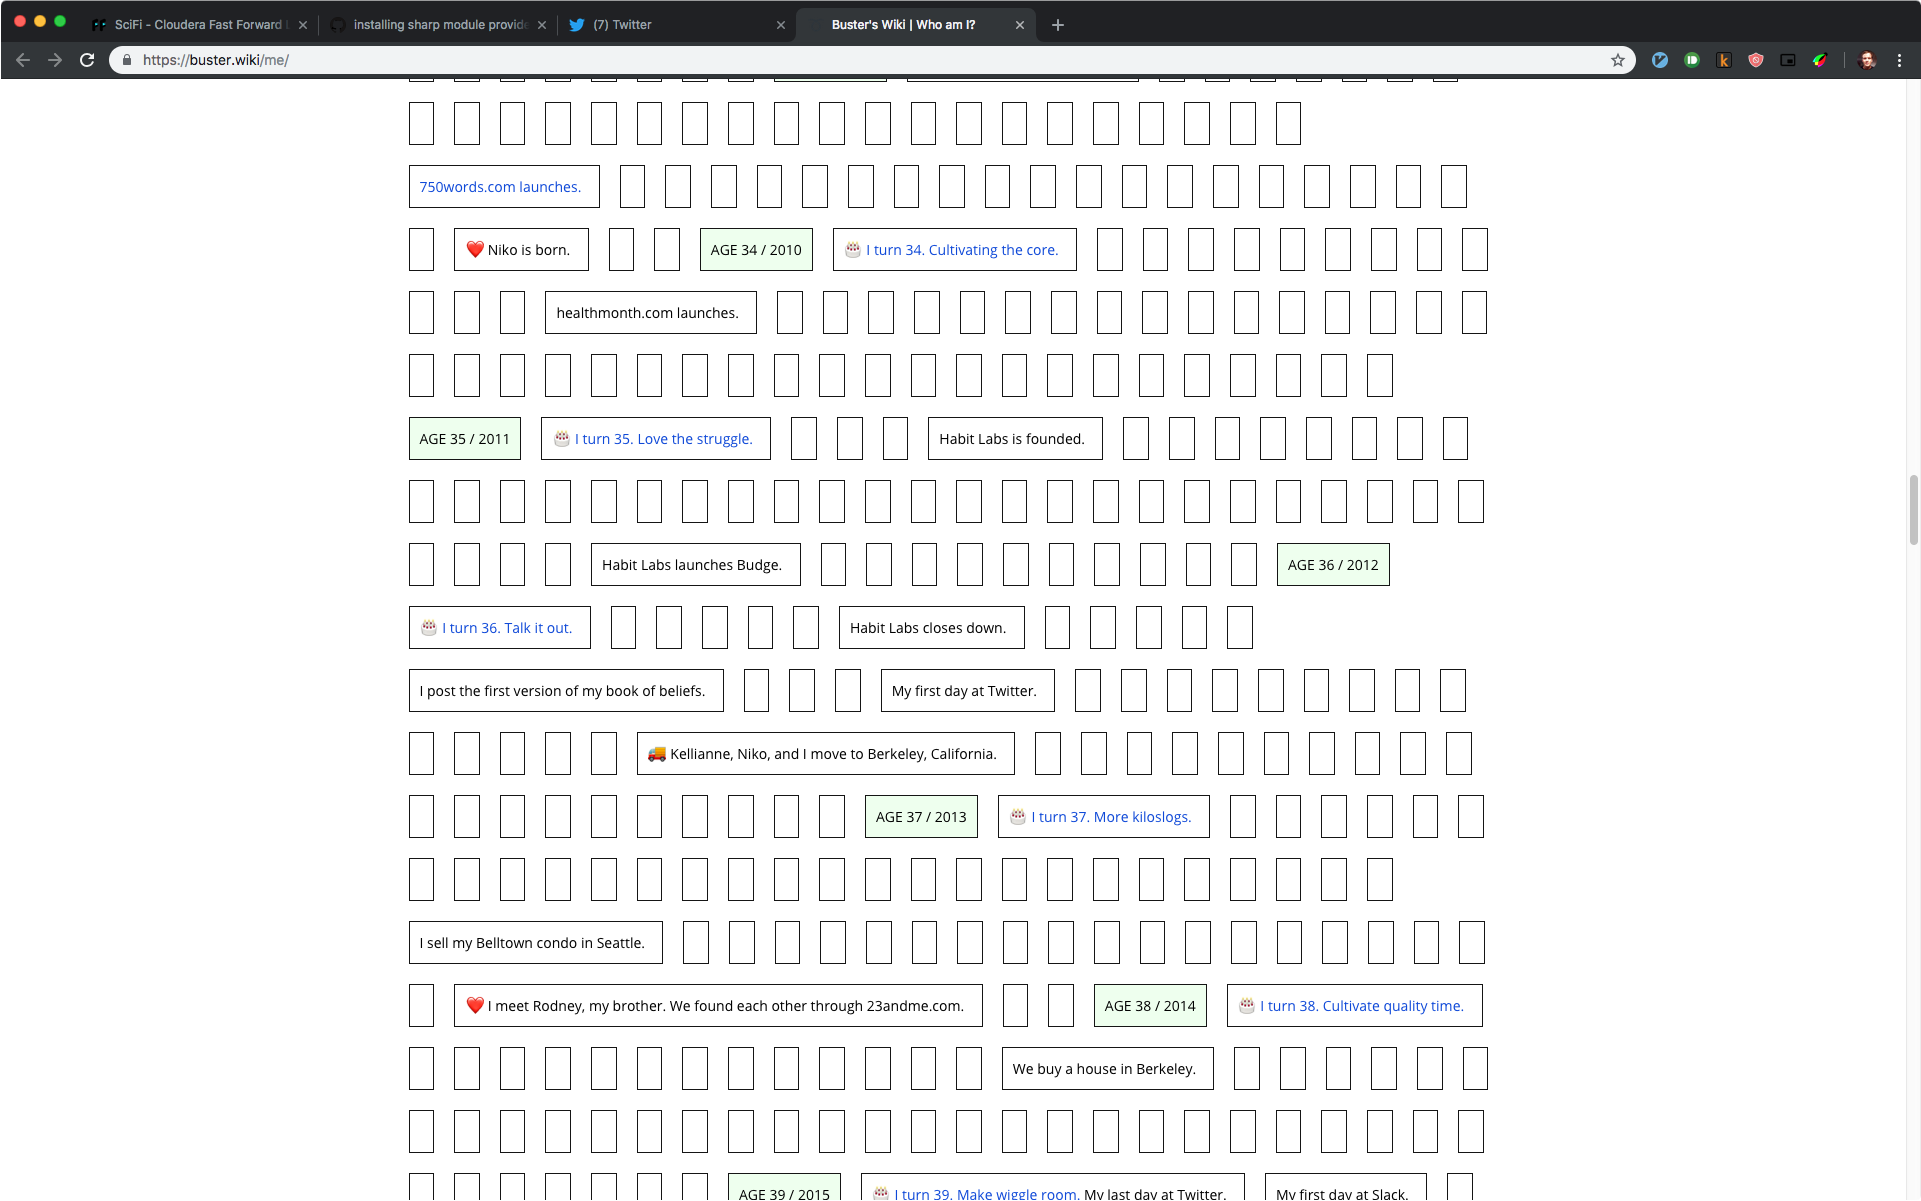 SciFi - Cloudera Fast Forward
installing sharp module provide
(7) Twitter
Buster's Wiki | Who am I?
https://buster.wiki/me/
750words.com launches.
❤️ Niko is born. AGE 34 / 2010 🎂 I turn 34. Cultivating the core.
healthmonth.com launches.
AGE 35 / 2011 🎂 I turn 35. Love the struggle. Habit Labs is founded.
Habit Labs launches Budge. AGE 36 / 2012
🎂 I turn 36. Talk it out. Habit Labs closes down.
I post the first version of my book of beliefs. My first day at Twitter.
🚚 Kellianne, Niko, and I move to Berkeley, California.
AGE 37 / 2013 🎂 I turn 37. More kiloslogs.
I sell my Belltown condo in Seattle.
❤️ I meet Rodney, my brother. We found each other through 23andme.com. AGE 38 / 2014 🎂 I turn 38. Cultivate quality time.
We buy a house in Berkeley.
AGE 39 / 2015 🎂 I turn 39. Make wiggle room. My last day at Twitter. My first day at Slack.